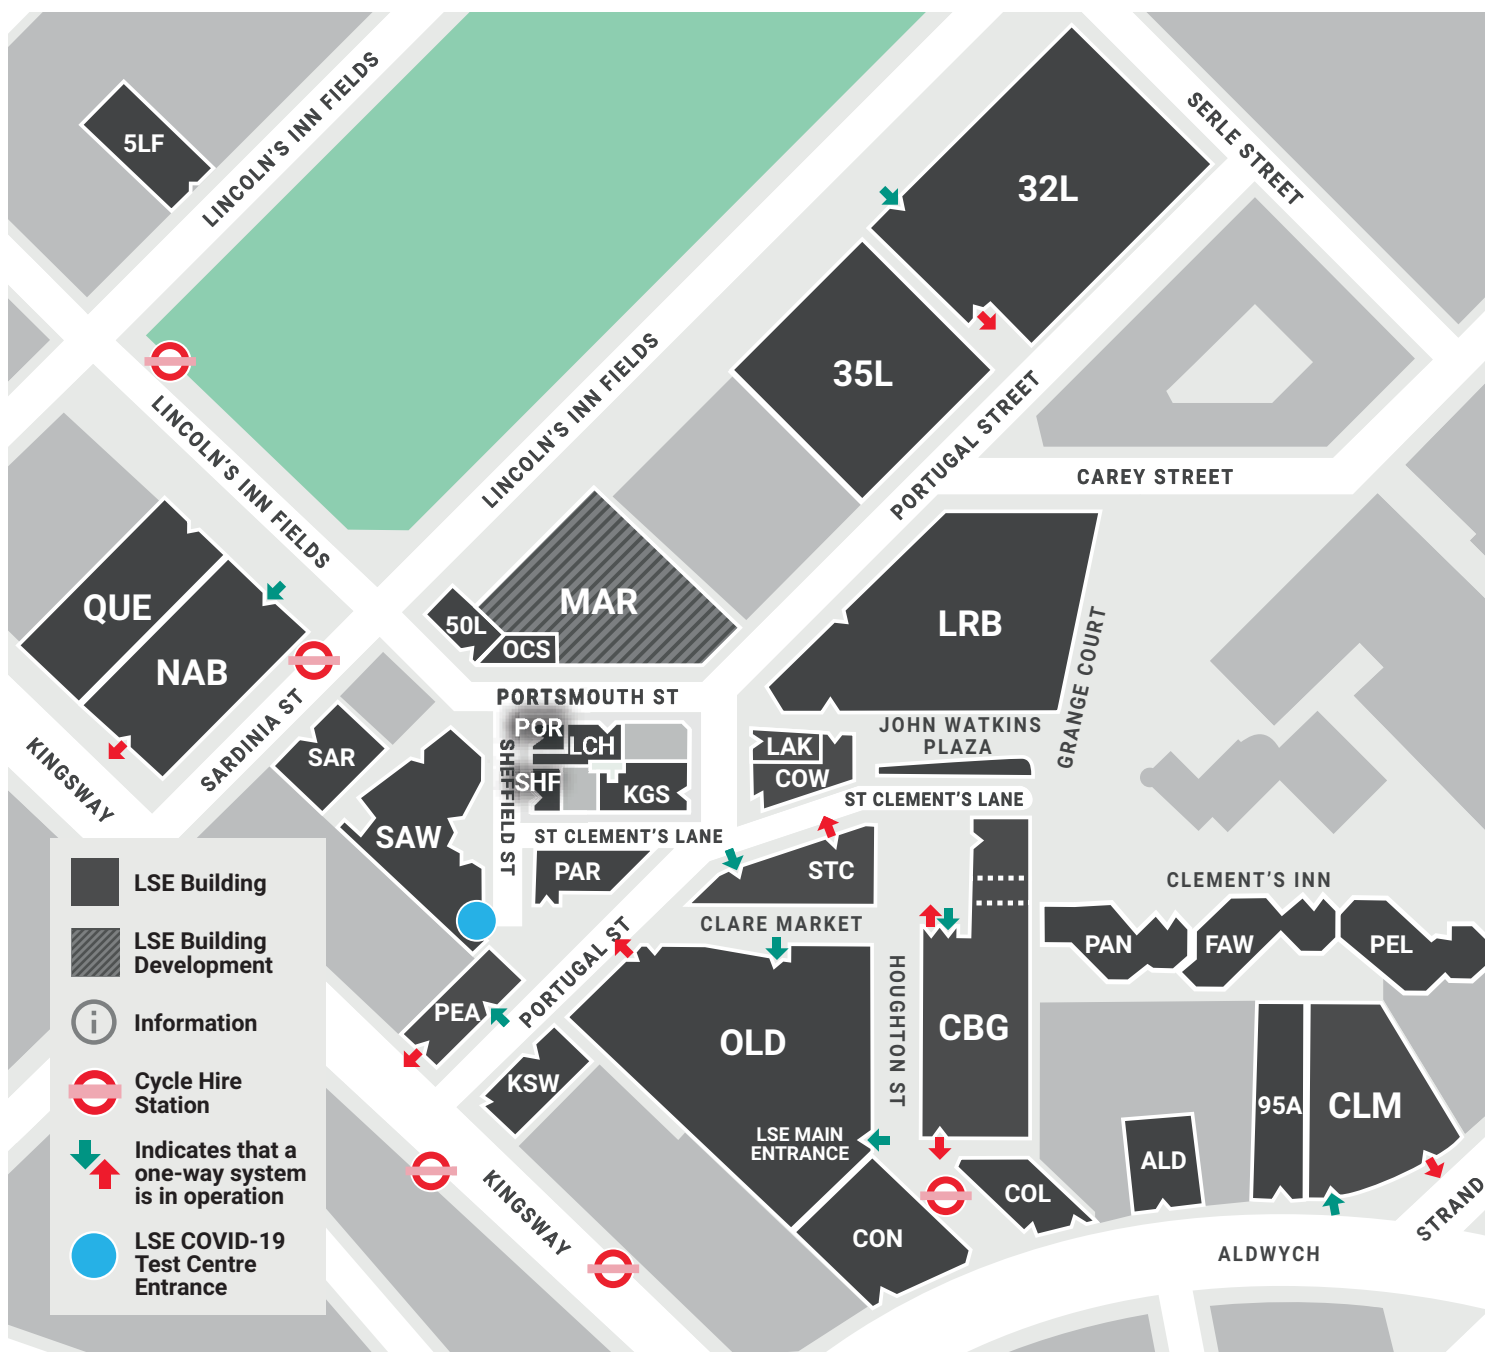 5LF
LINCOLN'S INN FIELDS
SERLE STREET
32L
35L
LINCOLN'S INN FIELDS
LINCOLN'S INN FIELDS
PORTUGAL STREET
CAREY STREET
QUE
NAB
MAR
50L
OCS
LRB
GRANGE COURT
PORTSMOUTH ST
SARDINIA ST
KINGSWAY
SAR
SAW
SHEFFIELD ST
POR
LCH
SHF
KGS
LAK
COW
JOHN WATKINS
PLAZA
ST CLEMENT'S LANE
ST CLEMENT'S LANE
PAR
STC
CLARE MARKET
CLEMENT'S INN
PAN
FAW
PEL
PORTUGAL ST
PEA
KSW
OLD
HOUGHTON ST
CBG
LSE MAIN
ENTRANCE
95A
CLM
ALD
COL
CON
KINGSWAY
ALDWYCH
STRAND
LSE Building
LSE Building
Development
i
Information
Cycle Hire
Station
Indicates that a
one-way system
is in operation
LSE COVID-19
Test Centre
Entrance